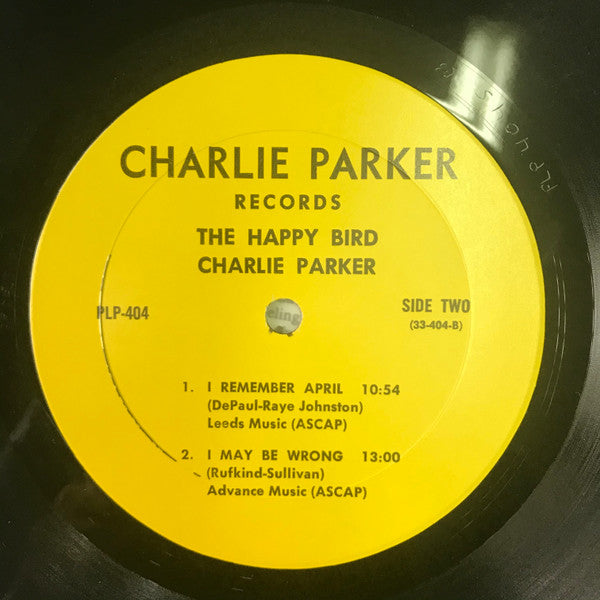 CHARLIE PARKER
RECORDS
THE HAPPY BIRD
CHARLIE PARKER
PLP-404
SIDE TWO
(33-404-B)
eling
1. I REMEMBER APRIL 10:54
(DePaul-Raye Johnston)
Leeds Music (ASCAP)
2. I MAY BE WRONG 13:00
(Rufkind-Sullivan)
Advance Music (ASCAP)